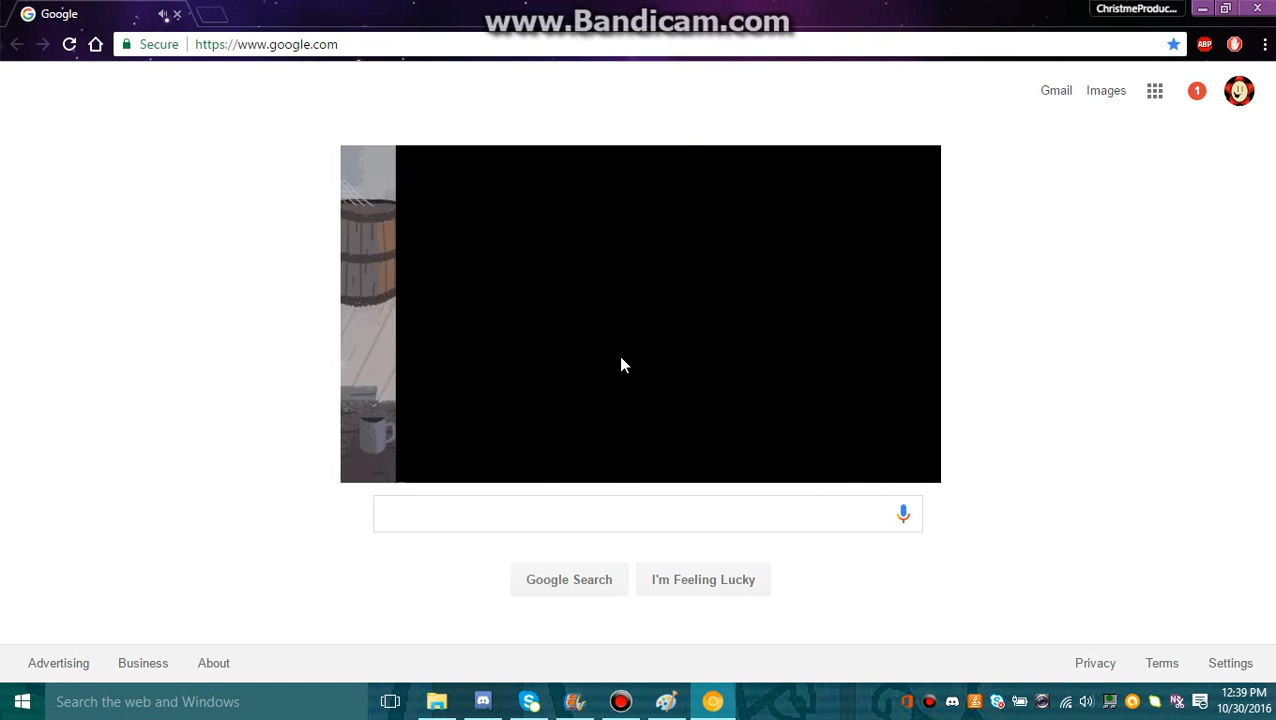 Google
ChristmeProduc...
www.Bandicam.com
Secure https://www.google.com
ABP
Gmail Images 1
Google Search I'm Feeling Lucky
Advertising Business About Privacy Terms Settings
Search the web and Windows
12:39 PM
10/30/2016